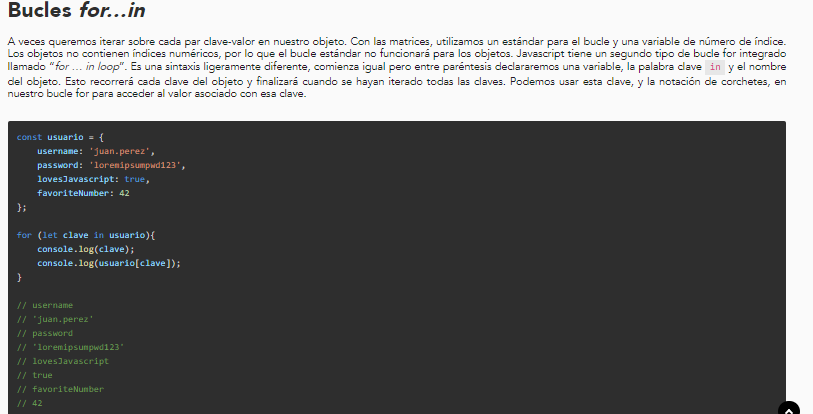 Bucles for...in
A veces queremos iterar sobre cada par clave-valor en nuestro objeto. Con las matrices, utilizamos un estándar para el bucle y una variable de número de índice.
Los objetos no contienen índices numéricos, por lo que el bucle estándar no funcionará para los objetos. Javascript tiene un segundo tipo de bucle for integrado
llamado "for ... in loop". Es una sintaxis ligeramente diferente, comienza igual pero entre paréntesis declararemos una variable, la palabra clave in y el nombre
del objeto. Esto recorrerá cada clave del objeto y finalizará cuando se hayan iterado todas las claves. Podemos usar esta clave, y la notación de corchetes, en
nuestro bucle for para acceder al valor asociado con esa clave.
const usuario = {
username: 'juan.perez',
password: 'loremipsumpwd123',
lovesJavascript: true,
favoriteNumber: 42
};
for (let clave in usuario){
console.log(clave);
console.log(usuario[clave]);
}
// username
// 'juan.perez'
// password
// 'loremipsumpwd123'
// lovesJavascript
// true
// favoriteNumber
// 42